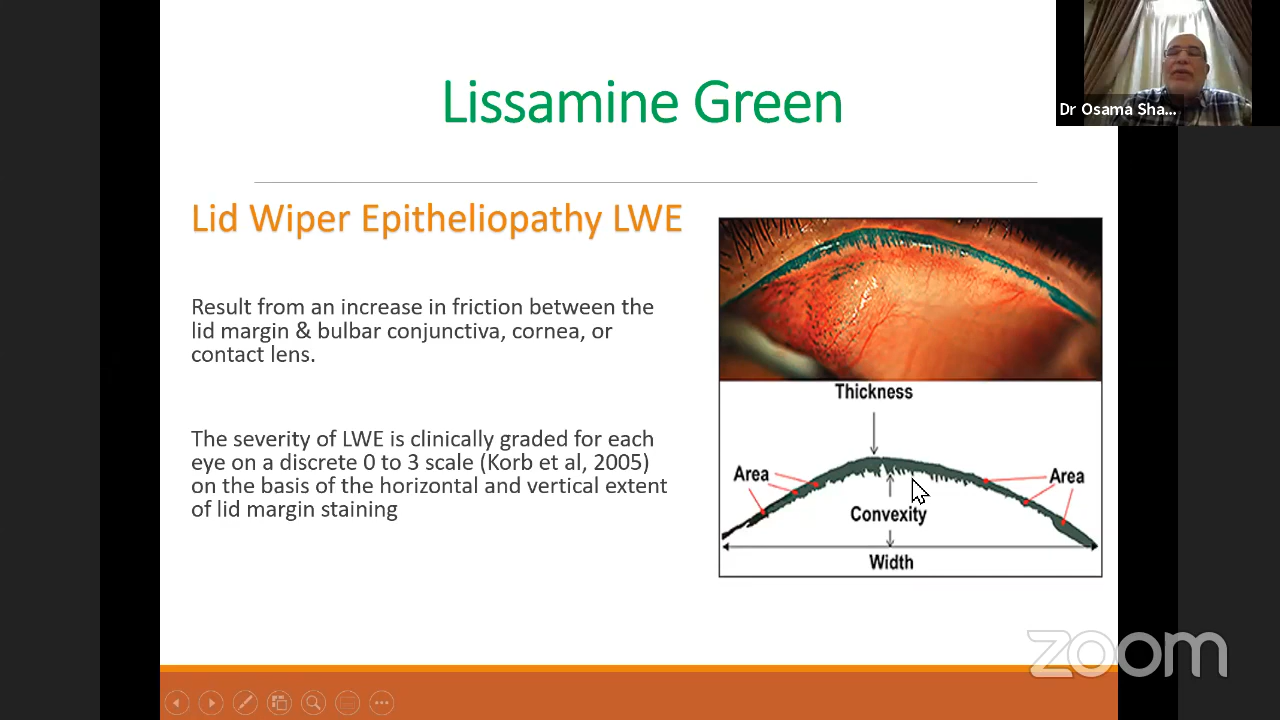 Lissamine Green
Dr Osama Sha...
Lid Wiper Epitheliopathy LWE
Result from an increase in friction between the
lid margin & bulbar conjunctiva, cornea, or
contact lens.
The severity of LWE is clinically graded for each
eye on a discrete 0 to 3 scale (Korb et al, 2005)
on the basis of the horizontal and vertical extent
of lid margin staining
Thickness
Area
Area
Convexity
Width
zoom